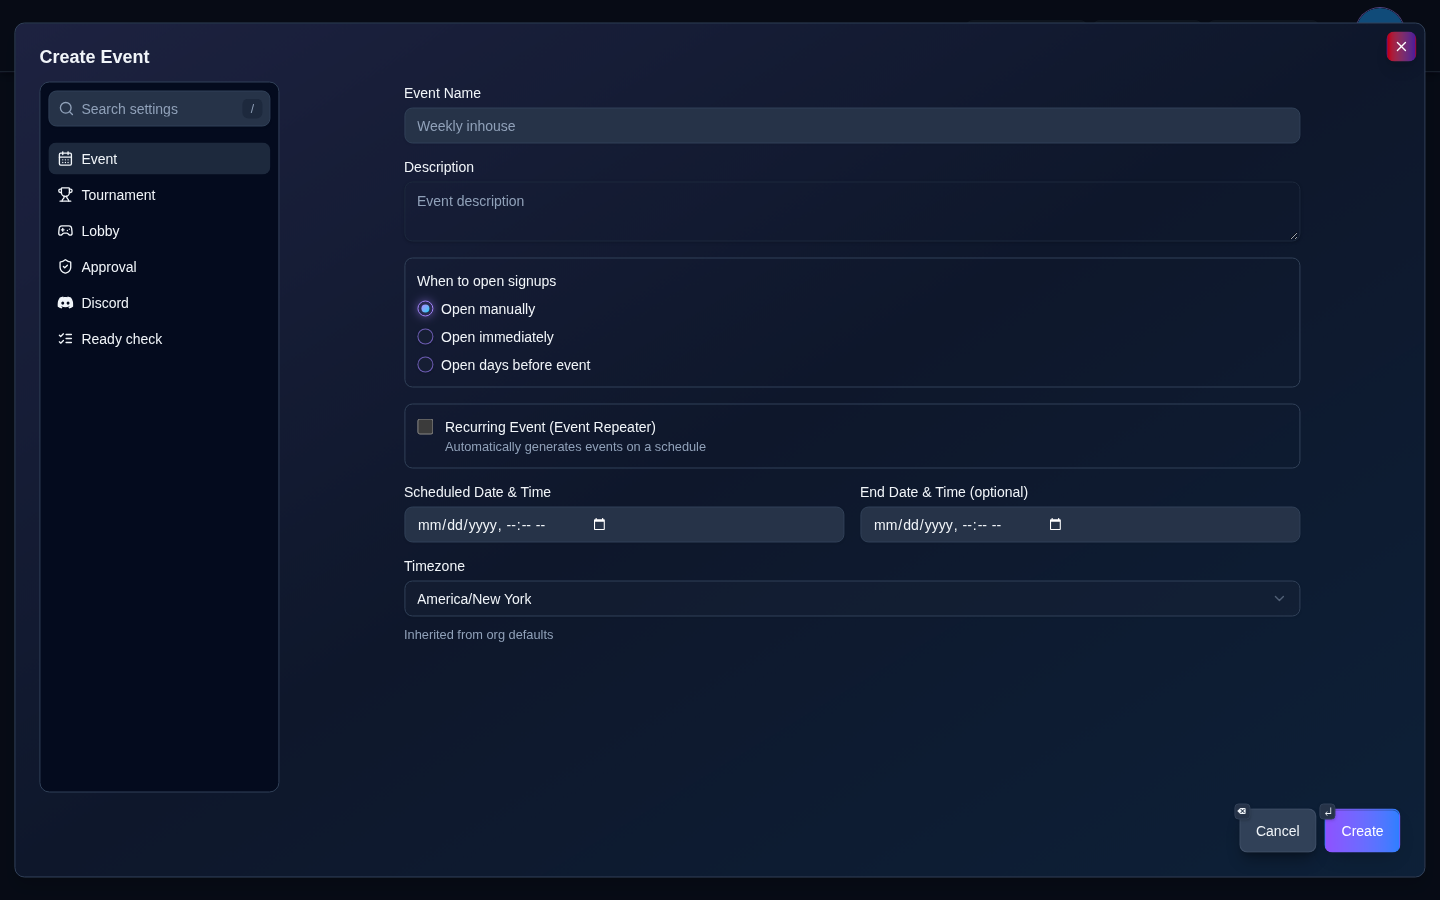 Create Event
Search settings /
Event
Tournament
Lobby
Approval
Discord
Ready check
Event Name
Weekly inhouse
Description
Event description
When to open signups
Open manually
Open immediately
Open days before event
Recurring Event (Event Repeater)
Automatically generates events on a schedule
Scheduled Date & Time
mm/dd/yyyy, --:-- --
End Date & Time (optional)
mm/dd/yyyy, --:-- --
Timezone
America/New York
Inherited from org defaults
Cancel
Create